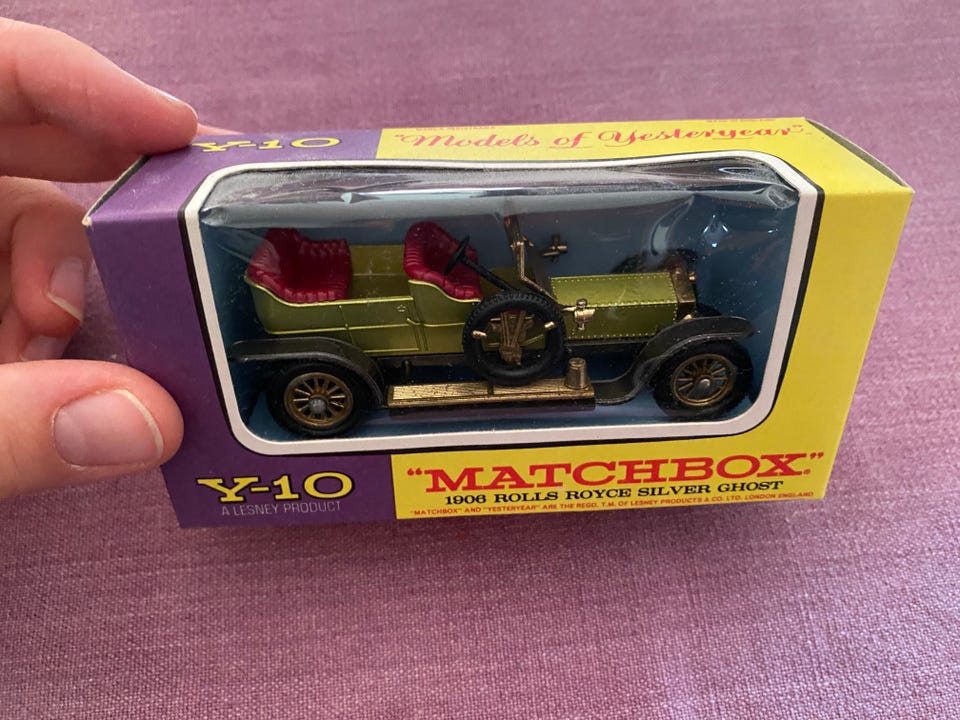 Y-10
"Models of Yesteryear"
Y-10
A LESNEY PRODUCT
"MATCHBOX"
1906 ROLLS ROYCE SILVER GHOST
"MATCHBOX" AND "YESTERYEAR" ARE THE REGD. T.M. OF LESNEY PRODUCTS & CO. LTD. LONDON ENGLAND